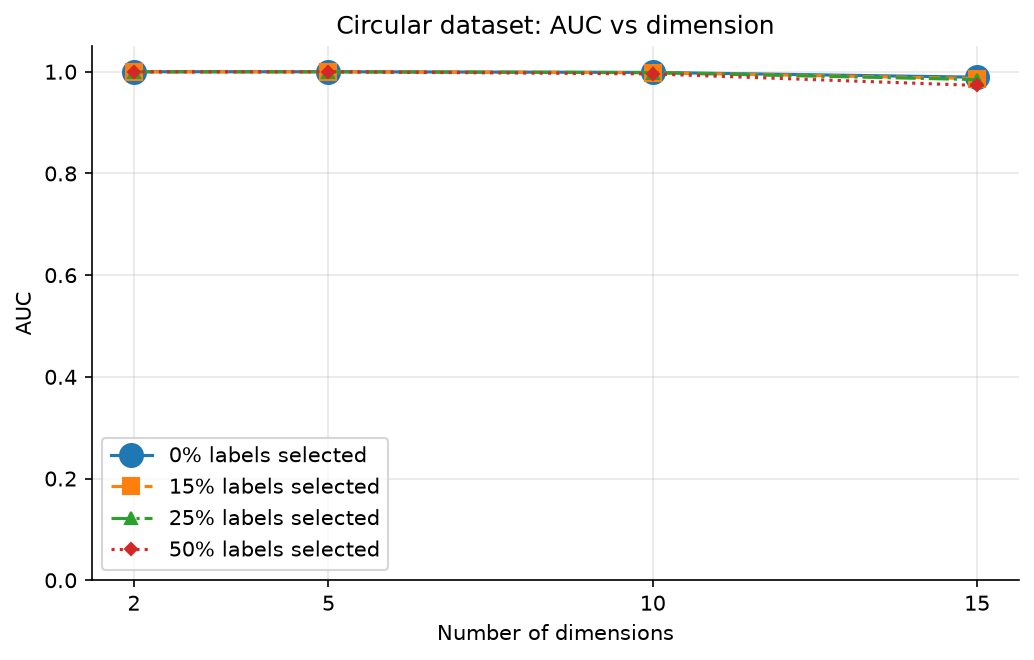 Circular dataset: AUC vs dimension
AUC
1.0
0.8
0.6
0.4
0.2
0.0
0% labels selected
15% labels selected
25% labels selected
50% labels selected
2 5 10 15
Number of dimensions